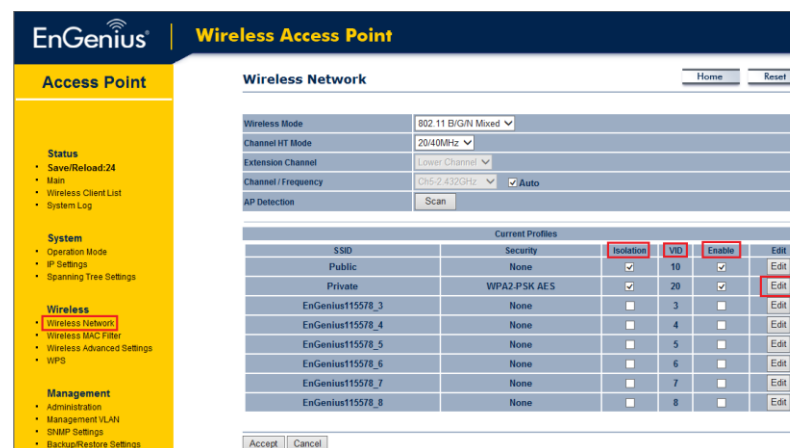 EnGenius®
Wireless Access Point
Access Point
Status
Save/Reload:24
Main
Wireless Client List
System Log
System
Operation Mode
IP Settings
Spanning Tree Settings
Wireless
Wireless Network
Wireless MAC Filter
Wireless Advanced Settings
WPS
Management
Administration
Management VLAN
SNMP Settings
Backup/Restore Settings
Wireless Network
Home
Reset
Wireless Mode 802.11 B/G/N Mixed
Channel HT Mode 20/40MHz
Extension Channel Lower Channel
Channel / Frequency Ch5-2.432GHz Auto
AP Detection Scan
Current Profiles
SSID Security Isolation VID Enable Edit
Public None 10 Edit
Private WPA2-PSK AES 20 Edit
EnGenius115578_3 None 3 Edit
EnGenius115578_4 None 4 Edit
EnGenius115578_5 None 5 Edit
EnGenius115578_6 None 6 Edit
EnGenius115578_7 None 7 Edit
EnGenius115578_8 None 8 Edit
Accept Cancel